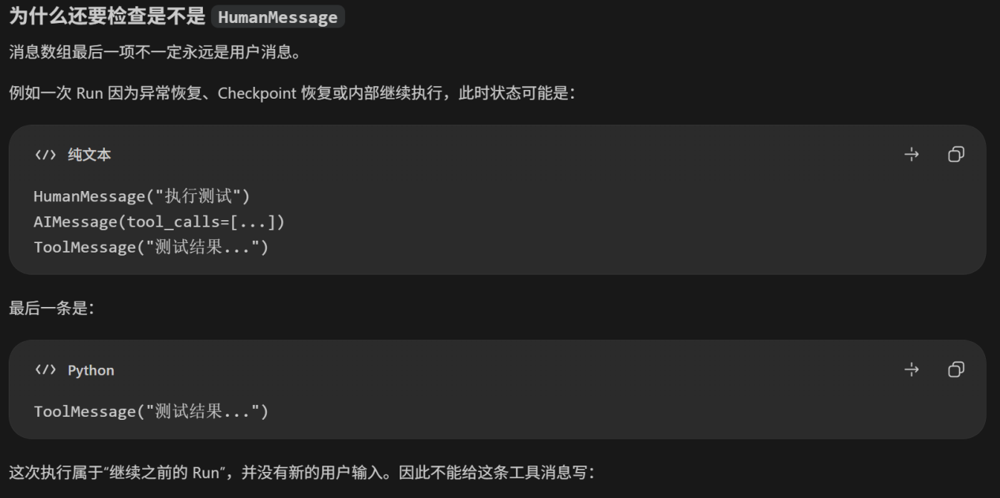 为什么还要检查是不是 HumanMessage
消息数组最后一项不一定永远是用户消息。
例如一次 Run 因为异常恢复、Checkpoint 恢复或内部继续执行，此时状态可能是：
</> 纯文本
HumanMessage("执行测试")
AIMessage(tool_calls=[...])
ToolMessage("测试结果...")
最后一条是：
</> Python
ToolMessage("测试结果...")
这次执行属于“继续之前的 Run”，并没有新的用户输入。因此不能给这条工具消息写：